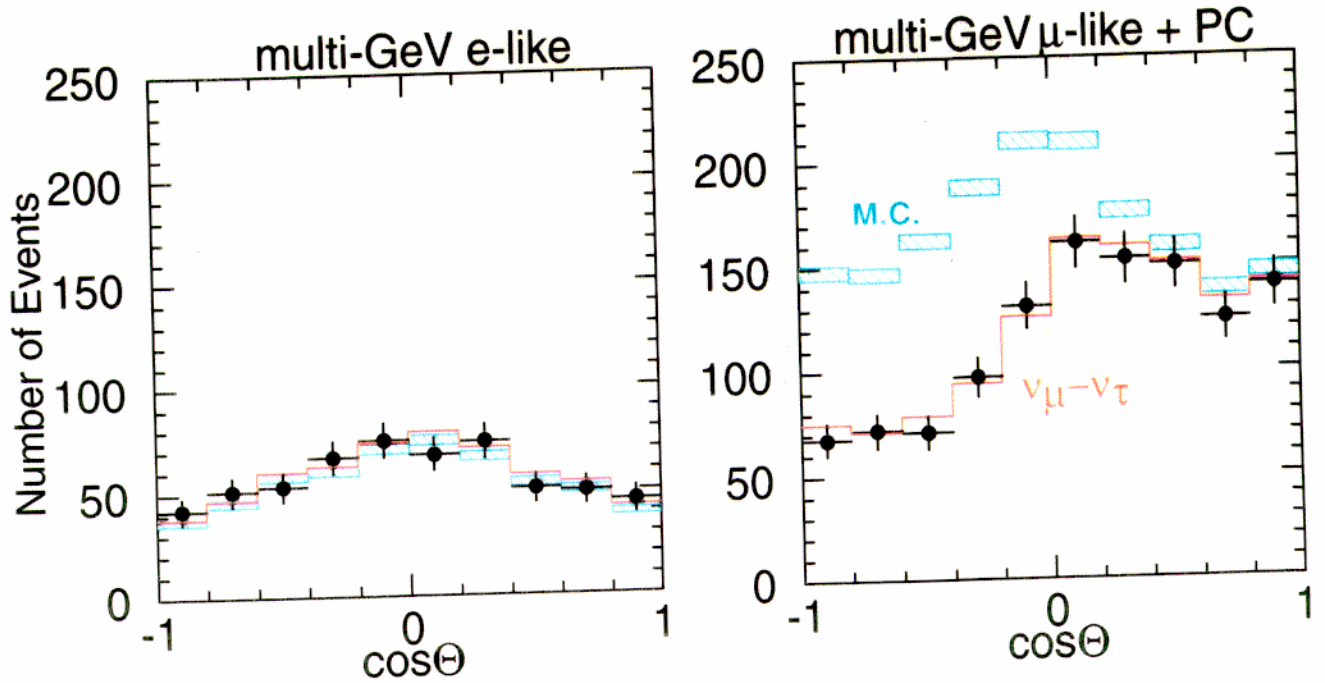 multi-GeV e-like
250
200
150
100
50
0
Number of Events
-1
0
1
cosΘ
multi-GeV μ-like + PC
250
200
150
100
50
0
M.C.
νμ–ντ
-1
0
1
cosΘ